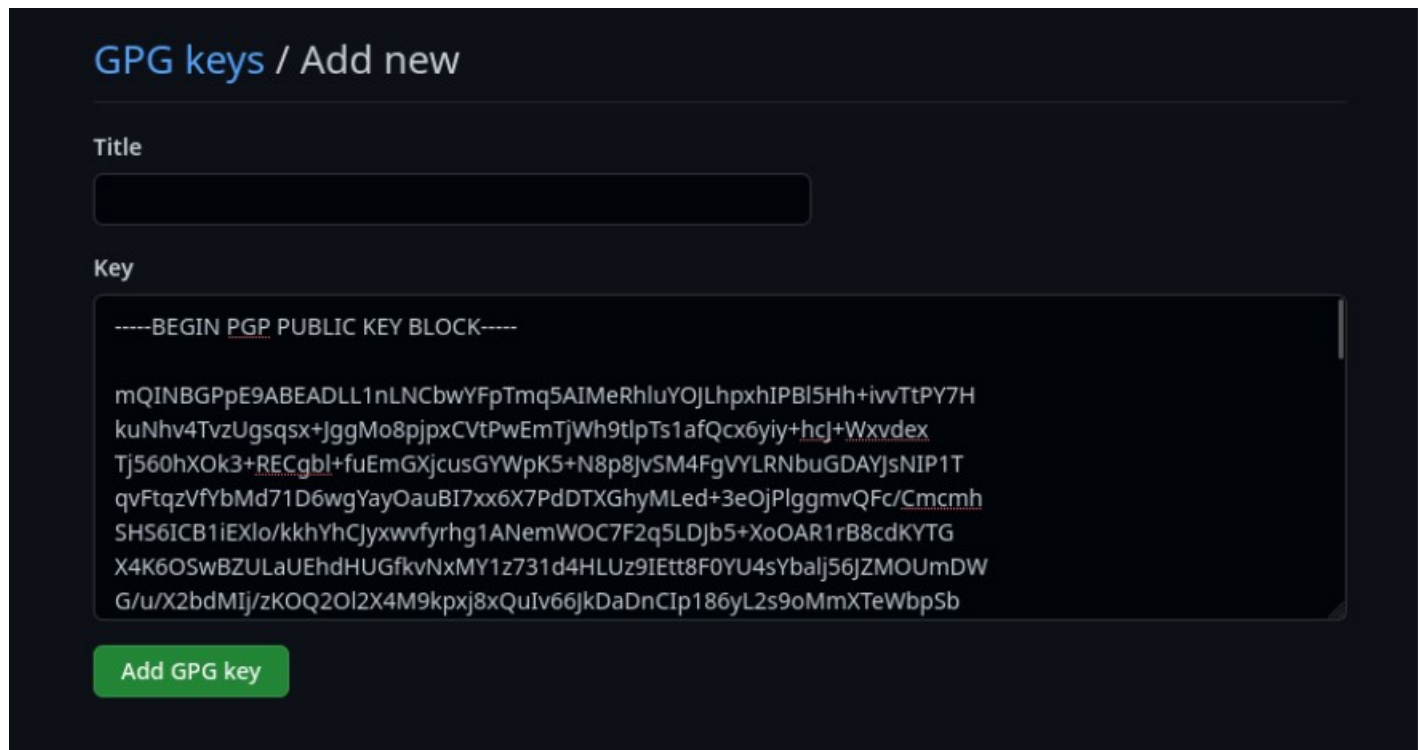 GPG keys / Add new
Title
Key
-----BEGIN PGP PUBLIC KEY BLOCK-----
mQINBGPpE9ABEADLL1nLNCbwYFpTmq5AIMeRhluYOJLhpxhIPBl5Hh+ivvTtPY7H
kuNhv4TvzUgsqsx+JggMo8pjpxCVtPwEmTjWh9tlpTs1afQcx6yiy+hcJ+Wxvdex
Tj560hXOk3+RECgbl+fuEmGXjcusGYWpK5+N8p8JvSM4FgVYLRNbuGDAYJsNIP1T
qvFtqzVfYbMd71D6wgYayOauBI7xx6X7PdDTXGhyMLed+3eOjPlggmvQFc/Cmcmh
SHS6ICB1iEXlo/kkhYhCJyxwvfyrhg1ANemWOC7F2q5LDJb5+XoOAR1rB8cdKYTG
X4K6OSwBZULaUEhdHUGfkvNxMY1z731d4HLUz9IEtt8F0YU4sYbalj56JZMOUmDW
G/u/X2bdMIj/zKOQ2Ol2X4M9kpxj8xQuIv66JkDaDnCIp186yL2s9oMmXTeWbpSb
Add GPG key